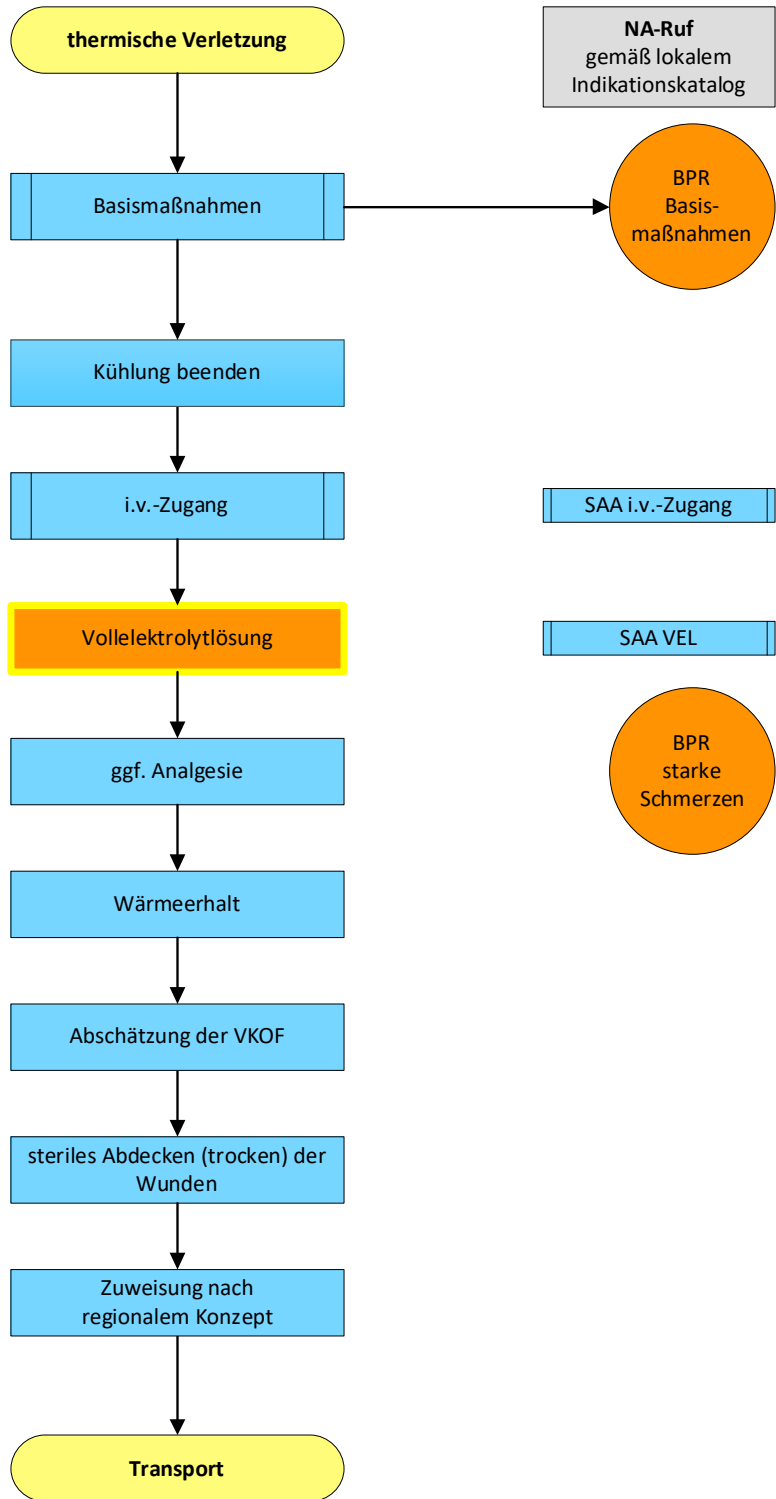 thermische Verletzung
NA-Ruf
gemäß lokalem
Indikationskatalog
Basismaßnahmen
BPR
Basis-
maßnahmen
Kühlung beenden
i.v.-Zugang
SAA i.v.-Zugang
Vollelektrolytlösung
SAA VEL
ggf. Analgesie
BPR
starke
Schmerzen
Wärmeerhalt
Abschätzung der VKOF
steriles Abdecken (trocken) der
Wunden
Zuweisung nach
regionalem Konzept
Transport